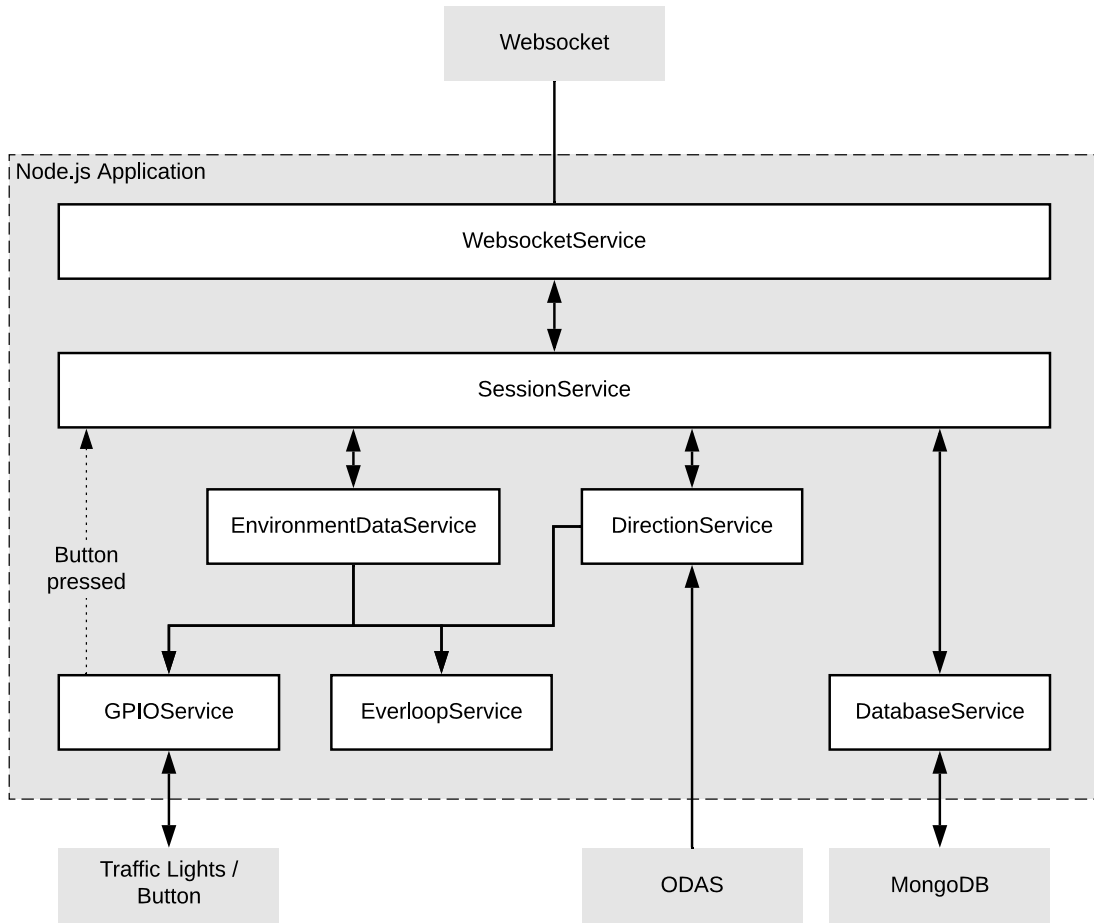 Websocket
Node.js Application
WebsocketService
SessionService
EnvironmentDataService
DirectionService
Button
pressed
GPIOService
EverloopService
DatabaseService
Traffic Lights /
Button
ODAS
MongoDB